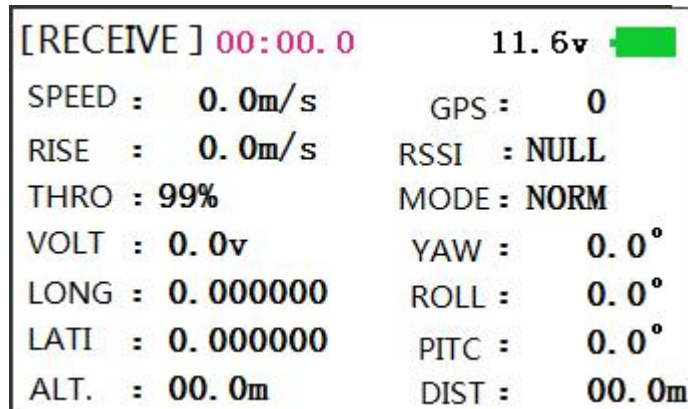 [RECEIVE] 00:00.0 11.6v
SPEED : 0.0m/s GPS : 0
RISE : 0.0m/s RSSI : NULL
THRO : 99% MODE : NORM
VOLT : 0.0v YAW : 0.0°
LONG : 0.000000 ROLL : 0.0°
LATI : 0.000000 PITC : 0.0°
ALT. : 00.0m DIST : 00.0m